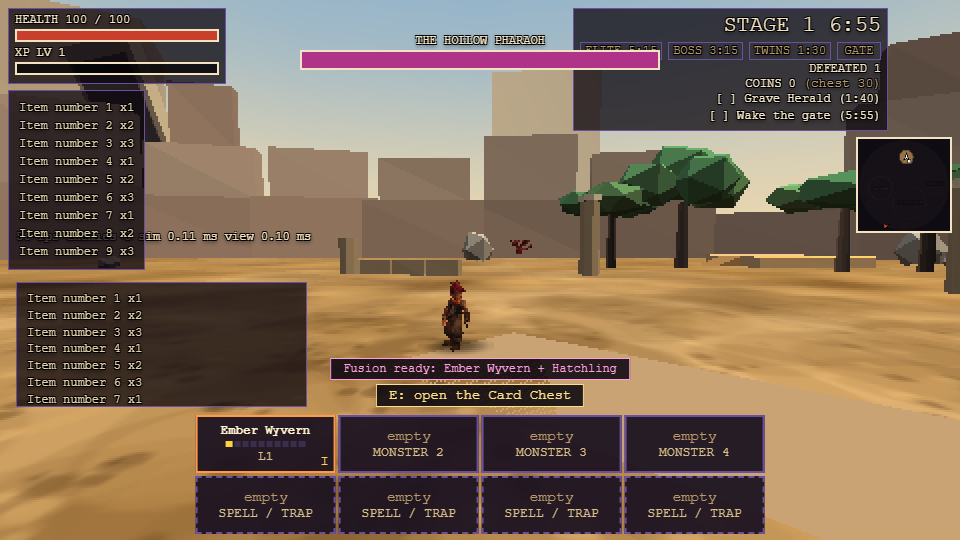 HEALTH 100 / 100
XP LV 1
THE HOLLOW PHARAOH
STAGE 1 6:55
ELITE 5:15 BOSS 3:15 TWINS 1:30 GATE
DEFEATED 1
COINS 0 (chest 30)
[ ] Grave Herald (1:40)
[ ] Wake the gate (5:55)
Item number 1 x1
Item number 2 x2
Item number 3 x3
Item number 4 x1
Item number 5 x2
Item number 6 x3
Item number 7 x1
Item number 8 x2
sim 0.11 ms view 0.10 ms
Item number 9 x3
Item number 1 x1
Item number 2 x2
Item number 3 x3
Item number 4 x1
Item number 5 x2
Item number 6 x3
Item number 7 x1
Fusion ready: Ember Wyvern + Hatchling
E: open the Card Chest
Ember Wyvern
L1
I
empty
MONSTER 2
empty
MONSTER 3
empty
MONSTER 4
empty
SPELL / TRAP
empty
SPELL / TRAP
empty
SPELL / TRAP
empty
SPELL / TRAP